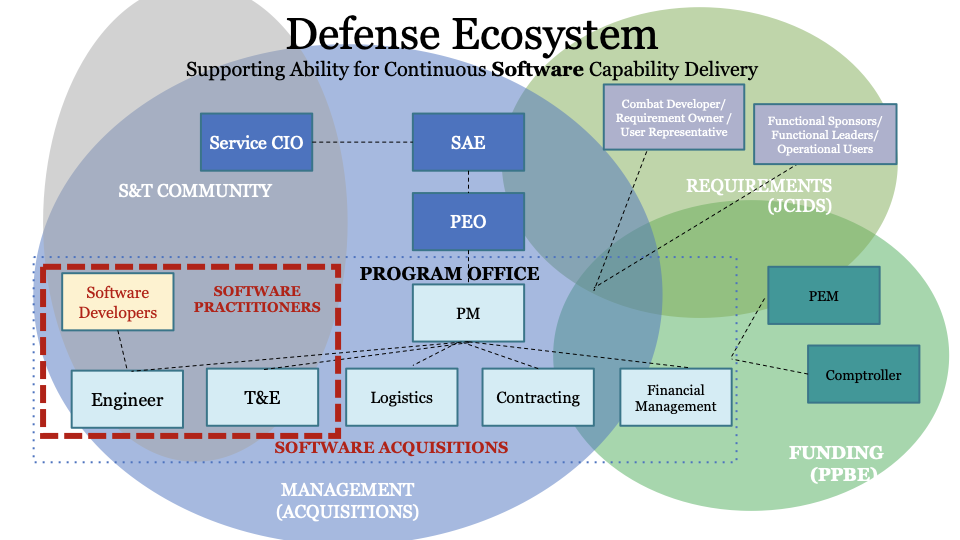 Defense Ecosystem
Supporting Ability for Continuous Software Capability Delivery
Combat Developer/
Requirement Owner /
User Representative
Functional Sponsors/
Functional Leaders/
Operational Users
Service CIO
SAE
S&T COMMUNITY
REQUIREMENTS
(JCIDS)
PEO
PROGRAM OFFICE
Software
Developers
SOFTWARE
PRACTITIONERS
PM
PEM
Engineer
T&E
Logistics
Contracting
Financial
Management
Comptroller
SOFTWARE ACQUISITIONS
FUNDING
(PPBE)
MANAGEMENT
(ACQUISITIONS)